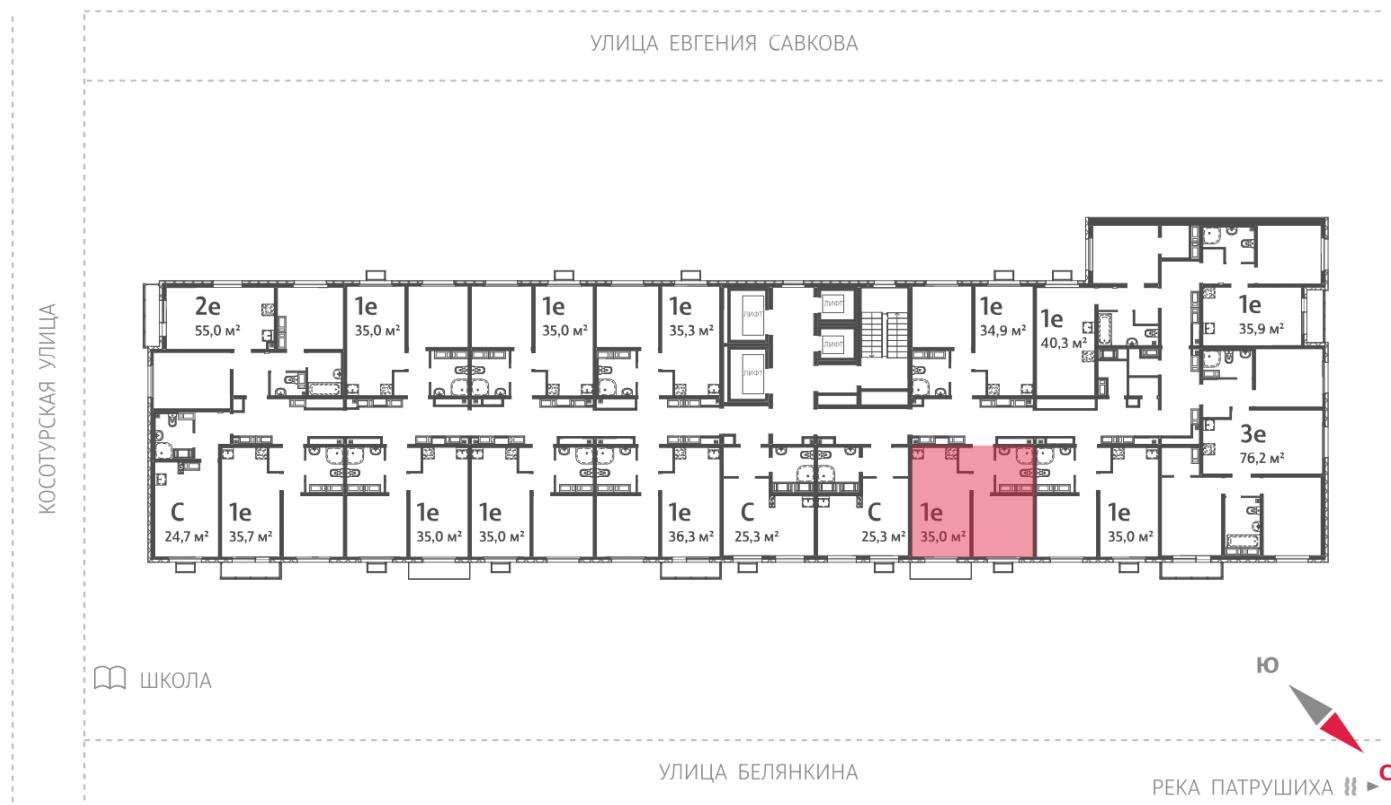 УЛИЦА ЕВГЕНИЯ САВКОВА
КОСОТУРСКАЯ УЛИЦА
2е
55,0 м²
1е
35,0 м²
1е
35,0 м²
1е
35,3 м²
ЛИФТ
ЛИФТ
ЛИФТ
ЛИФТ
1е
34,9 м²
1е
40,3 м²
1е
35,9 м²
3е
76,2 м²
С
24,7 м²
1е
35,7 м²
1е
35,0 м²
1е
35,0 м²
1е
36,3 м²
С
25,3 м²
С
25,3 м²
1е
35,0 м²
1е
35,0 м²
ШКОЛА
Ю
С
УЛИЦА БЕЛЯНКИНА
РЕКА ПАТРУШИХА